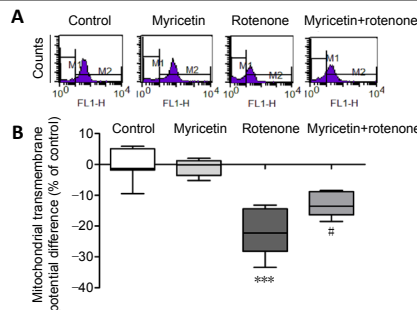 A
Control Myricetin Rotenone Myricetin+rotenone
Counts
M1 M2 M1 M2 M1 M2 M1 M2
10⁰ 10⁴ 10⁰ 10⁴ 10⁰ 10⁴ 10⁰ 10⁴
FL1-H FL1-H FL1-H FL1-H
B
Control Myricetin Rotenone Myricetin+rotenone
Mitochondrial transmembrane
potential difference (% of control)
10
0
−10
−20
−30
−40
***
#